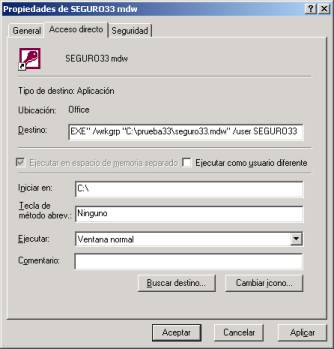 Propiedades de SEGURO33 mdw
General Acceso directo Seguridad
SEGURO33 mdw
Tipo de destino: Aplicación
Ubicación: Office
Destino: EXE" /wrkgrp "C:\prueba33\seguro33.mdw" /user SEGURO33
Ejecutar en espacio de memoria separado Ejecutar como usuario diferente
Iniciar en: C:\
Tecla de
método abrev.: Ninguno
Ejecutar: Ventana normal
Comentario:
Buscar destino... Cambiar icono...
Aceptar Cancelar Aplicar